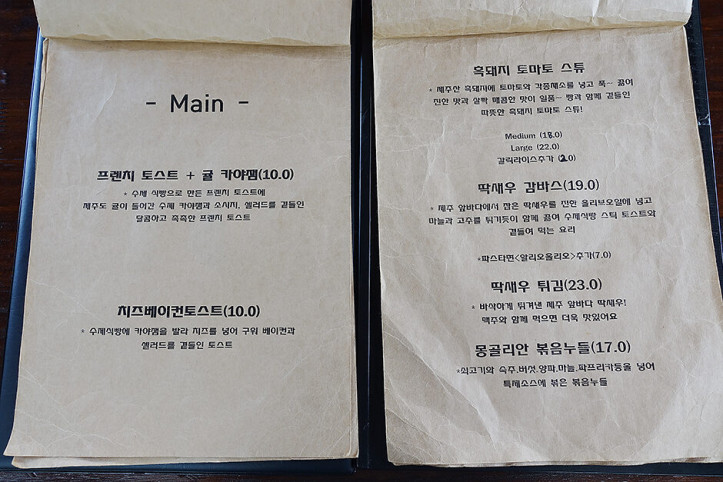 - Main -
프렌치 토스트 + 귤 카야잼(10.0)
* 수제 식빵으로 만든 프렌치 토스트에
제주도 귤이 들어간 수제 카야잼과 소시지, 샐러드를 곁들인
달콤하고 촉촉한 프렌치 토스트
치즈베이컨토스트(10.0)
* 수제식빵에 카야잼을 발라 치즈를 넣어 구워 베이컨과
샐러드를 곁들인 토스트
흑돼지 토마토 스튜
* 제주산 흑돼지에 토마토와 각종채소를 넣고 푹~ 끓여
진한 맛과 살짝 매콤한 맛이 일품~ 빵과 함께 곁들인
따뜻한 흑돼지 토마토 스튜!
Medium (18.0)
Large (22.0)
갈릭라이스추가 (2.0)
딱새우 감바스(19.0)
* 제주 앞바다에서 잡은 딱새우를 진한 올리브오일에 넣고
마늘과 고추를 튀기듯이 함께 끓여 수제식빵 스틱 토스트와
곁들여 먹는 요리
*파스타면<알리오올리오>추가(7.0)
딱새우 튀김(23.0)
* 바삭하게 튀겨낸 제주 앞바다 딱새우!
맥주와 함께 먹으면 더욱 맛있어요
몽골리안 볶음누들(17.0)
*쇠고기와 숙주,버섯,양파,마늘,파프리카등을 넣어
특제소스에 볶은 볶음누들